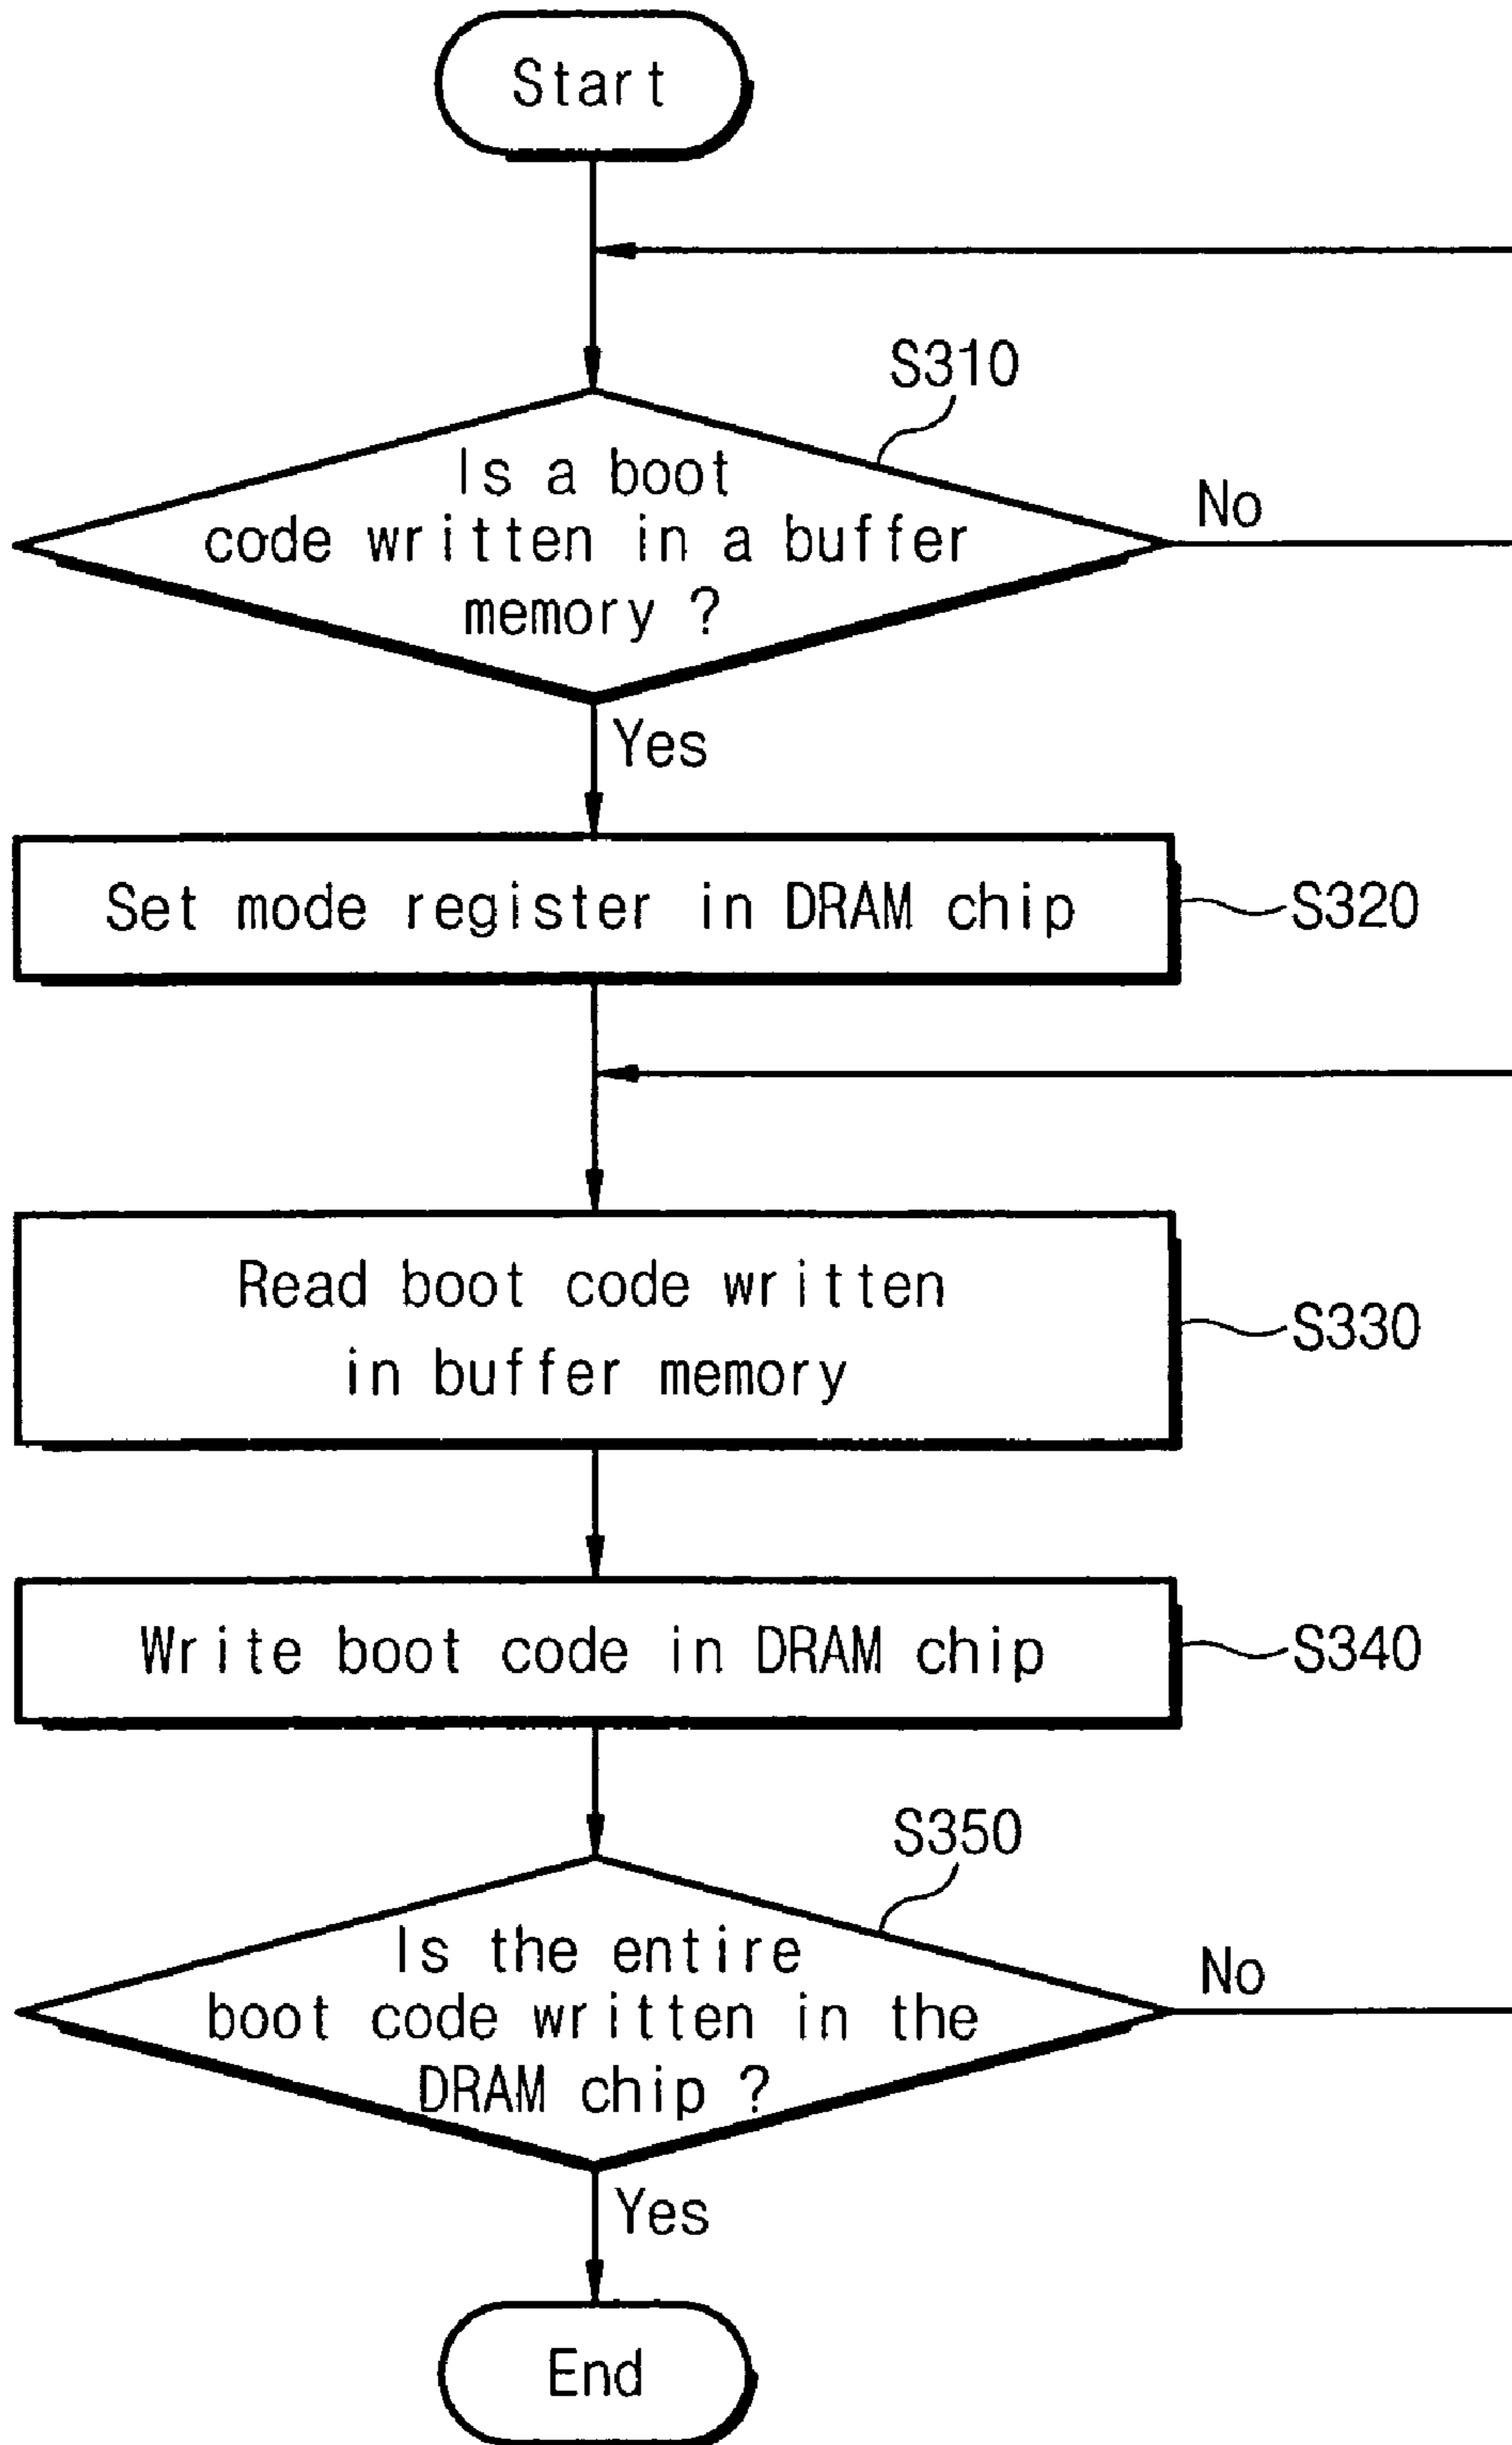 Start
S310
Is a boot
code written in a buffer
memory ?
No
Yes
Set mode register in DRAM chip
S320
Read boot code written
in buffer memory
S330
Write boot code in DRAM chip
S340
S350
Is the entire
boot code written in the
DRAM chip ?
No
Yes
End